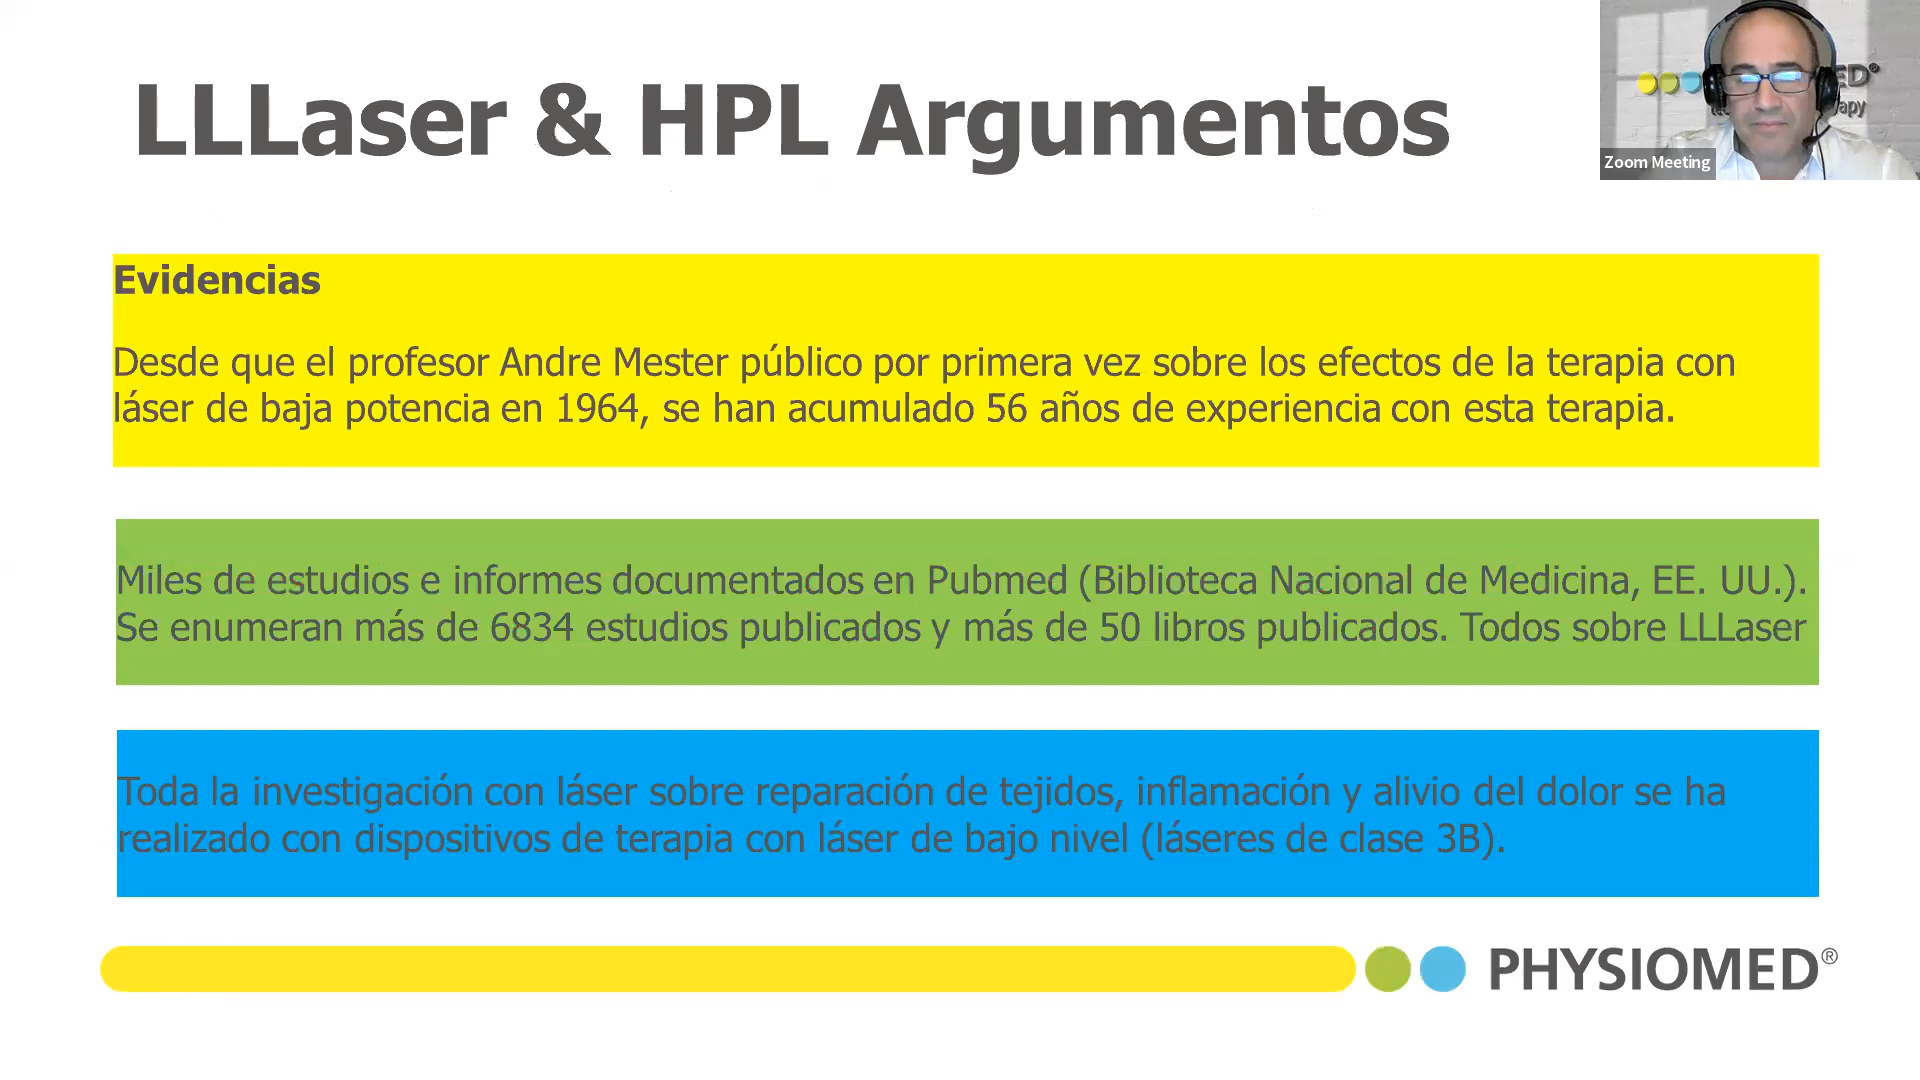 LLLaser & HPL Argumentos
ED®
apy
Zoom Meeting
Evidencias
Desde que el profesor Andre Mester público por primera vez sobre los efectos de la terapia con
láser de baja potencia en 1964, se han acumulado 56 años de experiencia con esta terapia.
Miles de estudios e informes documentados en Pubmed (Biblioteca Nacional de Medicina, EE. UU.).
Se enumeran más de 6834 estudios publicados y más de 50 libros publicados. Todos sobre LLLaser
Toda la investigación con láser sobre reparación de tejidos, inflamación y alivio del dolor se ha
realizado con dispositivos de terapia con láser de bajo nivel (láseres de clase 3B).
PHYSIOMED®